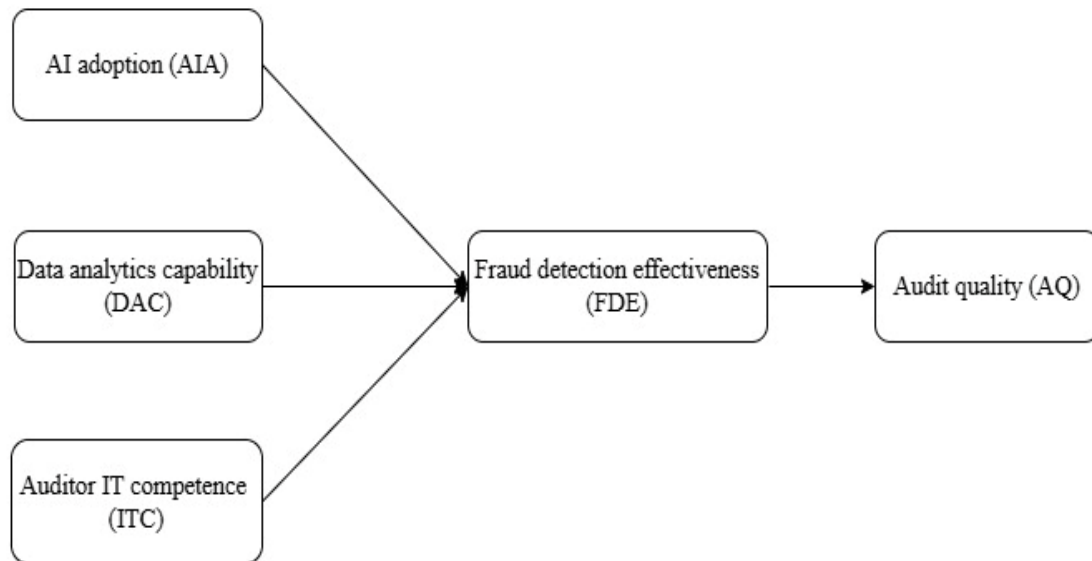 AI adoption (AIA)
Data analytics capability
(DAC)
Auditor IT competence
(ITC)
Fraud detection effectiveness
(FDE)
Audit quality (AQ)